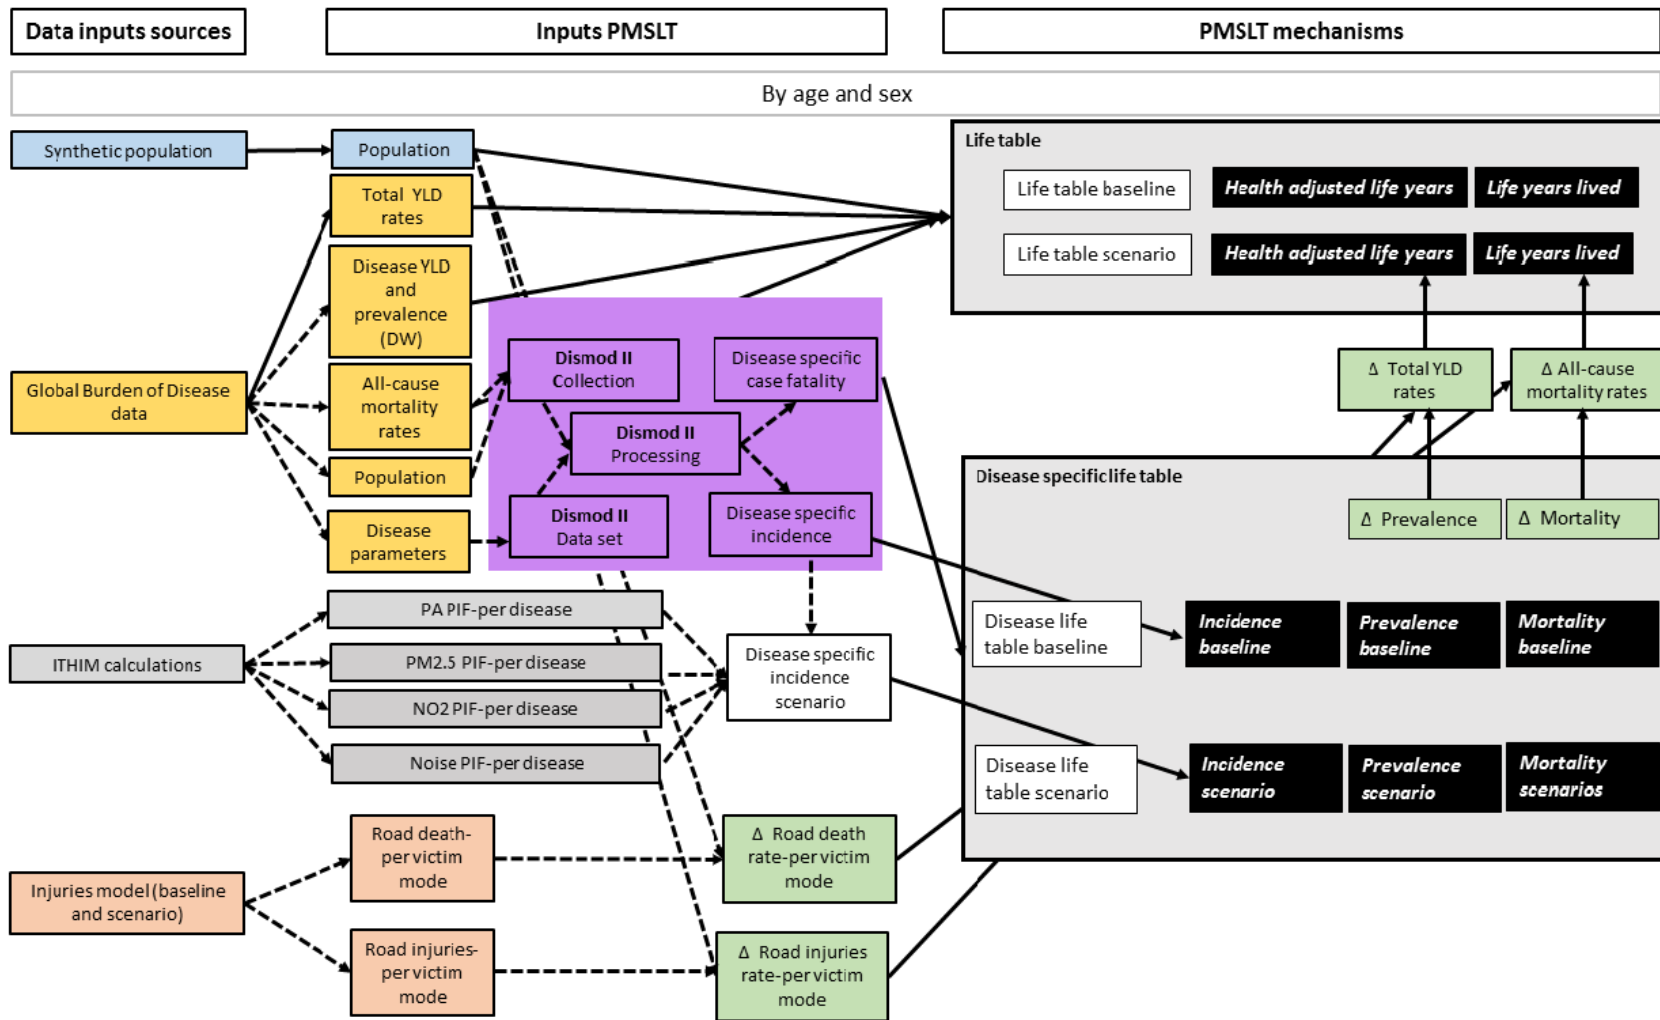 Data inputs sources
Inputs PMSLT
PMSLT mechanisms
By age and sex
Synthetic population
Population
Total YLD
rates
Disease YLD
and
prevalence
(DW)
Global Burden of Disease
data
All-cause
mortality
rates
Population
Disease
parameters
Dismod II
Collection
Disease specific
case fatality
Dismod II
Processing
Dismod II
Data set
Disease specific
incidence
ITHIM calculations
PA PIF-per disease
PM2.5 PIF-per disease
NO2 PIF-per disease
Noise PIF-per disease
Disease specific
incidence
scenario
Injuries model (baseline
and scenario)
Road death-
per victim
mode
Road injuries-
per victim
mode
Δ Road death
rate-per victim
mode
Δ Road injuries
rate-per victim
mode
Life table
Life table baseline
Health adjusted life years
Life years lived
Life table scenario
Health adjusted life years
Life years lived
Δ Total YLD
rates
Δ All-cause
mortality rates
Disease specific life table
Δ Prevalence
Δ Mortality
Disease life
table baseline
Incidence
baseline
Prevalence
baseline
Mortality
baseline
Disease life
table scenario
Incidence
scenario
Prevalence
scenario
Mortality
scenarios